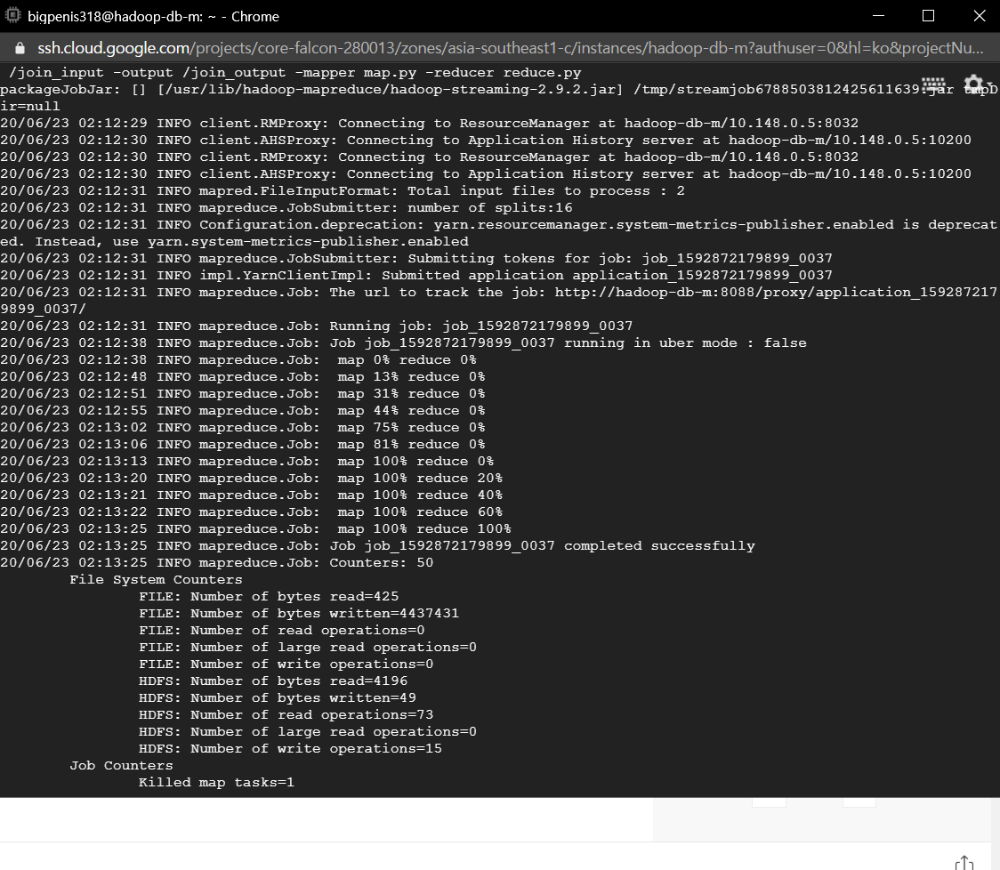 bigpenis318@hadoop-db-m: ~ - Chrome
ssh.cloud.google.com/projects/core-falcon-280013/zones/asia-southeast1-c/instances/hadoop-db-m?authuser=0&hl=ko&projectNu...
/join_input -output /join_output -mapper map.py -reducer reduce.py
packageJobJar: [] [/usr/lib/hadoop-mapreduce/hadoop-streaming-2.9.2.jar] /tmp/streamjob6788503812425611639.jar tmpD
ir=null
20/06/23 02:12:29 INFO client.RMProxy: Connecting to ResourceManager at hadoop-db-m/10.148.0.5:8032
20/06/23 02:12:30 INFO client.AHSProxy: Connecting to Application History server at hadoop-db-m/10.148.0.5:10200
20/06/23 02:12:30 INFO client.RMProxy: Connecting to ResourceManager at hadoop-db-m/10.148.0.5:8032
20/06/23 02:12:30 INFO client.AHSProxy: Connecting to Application History server at hadoop-db-m/10.148.0.5:10200
20/06/23 02:12:31 INFO mapred.FileInputFormat: Total input files to process : 2
20/06/23 02:12:31 INFO mapreduce.JobSubmitter: number of splits:16
20/06/23 02:12:31 INFO Configuration.deprecation: yarn.resourcemanager.system-metrics-publisher.enabled is deprecat
ed. Instead, use yarn.system-metrics-publisher.enabled
20/06/23 02:12:31 INFO mapreduce.JobSubmitter: Submitting tokens for job: job_1592872179899_0037
20/06/23 02:12:31 INFO impl.YarnClientImpl: Submitted application application_1592872179899_0037
20/06/23 02:12:31 INFO mapreduce.Job: The url to track the job: http://hadoop-db-m:8088/proxy/application_159287217
9899_0037/
20/06/23 02:12:31 INFO mapreduce.Job: Running job: job_1592872179899_0037
20/06/23 02:12:38 INFO mapreduce.Job: Job job_1592872179899_0037 running in uber mode : false
20/06/23 02:12:38 INFO mapreduce.Job:  map 0% reduce 0%
20/06/23 02:12:48 INFO mapreduce.Job:  map 13% reduce 0%
20/06/23 02:12:51 INFO mapreduce.Job:  map 31% reduce 0%
20/06/23 02:12:55 INFO mapreduce.Job:  map 44% reduce 0%
20/06/23 02:13:02 INFO mapreduce.Job:  map 75% reduce 0%
20/06/23 02:13:06 INFO mapreduce.Job:  map 81% reduce 0%
20/06/23 02:13:13 INFO mapreduce.Job:  map 100% reduce 0%
20/06/23 02:13:20 INFO mapreduce.Job:  map 100% reduce 20%
20/06/23 02:13:21 INFO mapreduce.Job:  map 100% reduce 40%
20/06/23 02:13:22 INFO mapreduce.Job:  map 100% reduce 60%
20/06/23 02:13:25 INFO mapreduce.Job:  map 100% reduce 100%
20/06/23 02:13:25 INFO mapreduce.Job: Job job_1592872179899_0037 completed successfully
20/06/23 02:13:25 INFO mapreduce.Job: Counters: 50
File System Counters
FILE: Number of bytes read=425
FILE: Number of bytes written=4437431
FILE: Number of read operations=0
FILE: Number of large read operations=0
FILE: Number of write operations=0
HDFS: Number of bytes read=4196
HDFS: Number of bytes written=49
HDFS: Number of read operations=73
HDFS: Number of large read operations=0
HDFS: Number of write operations=15
Job Counters
Killed map tasks=1